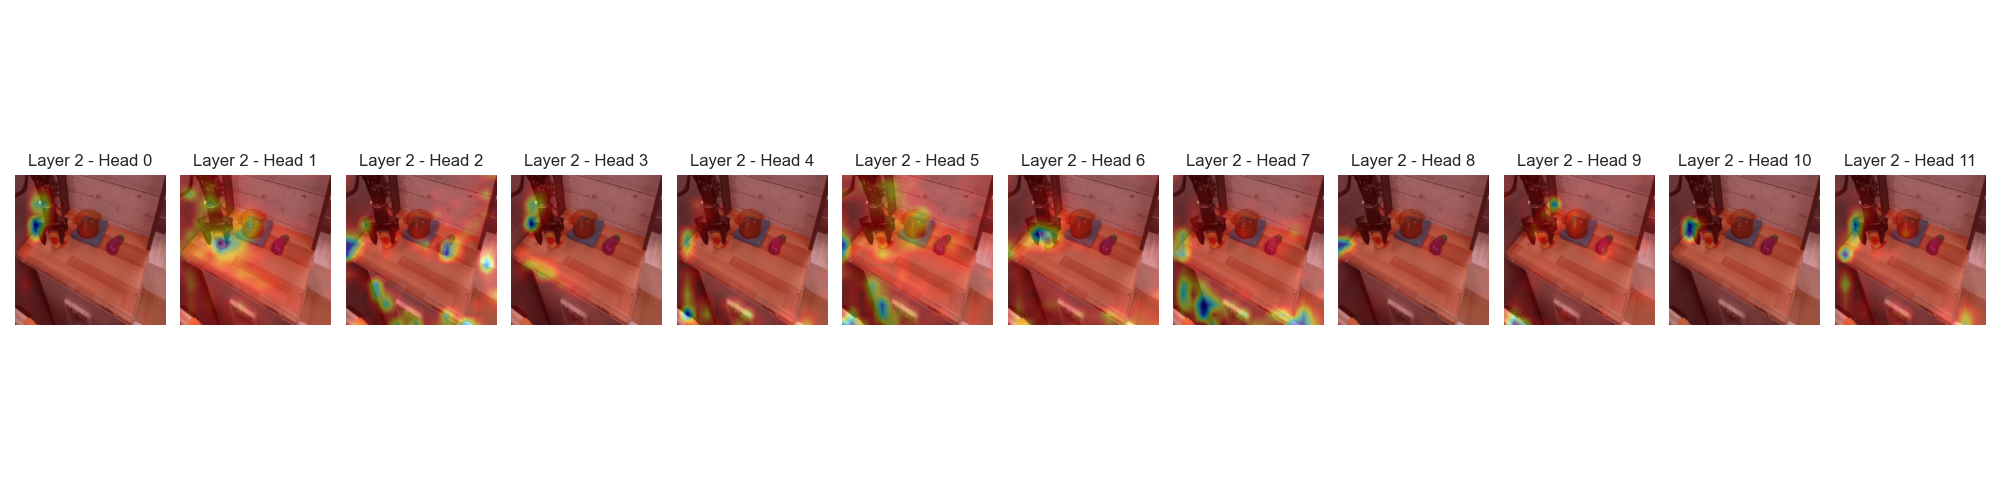 Layer 2 - Head 0
Layer 2 - Head 1
Layer 2 - Head 2
Layer 2 - Head 3
Layer 2 - Head 4
Layer 2 - Head 5
Layer 2 - Head 6
Layer 2 - Head 7
Layer 2 - Head 8
Layer 2 - Head 9
Layer 2 - Head 10
Layer 2 - Head 11